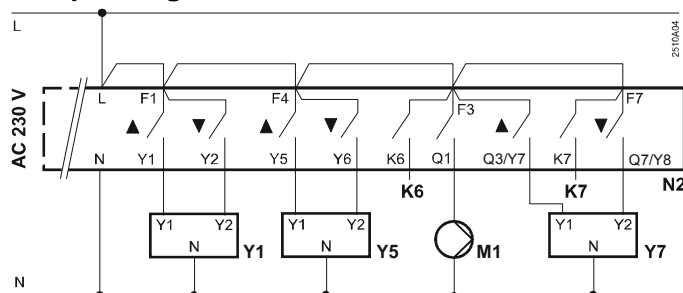 L
2510A04
AC 230 V
L F1 F4 F3 F7
N Y1 Y2 Y5 Y6 K6 Q1 Q3/Y7 K7 Q7/Y8
K6 K7 N2
Y1 Y2 Y1 Y2 Y1 Y2
N Y1 N Y5 M1 N Y7
N